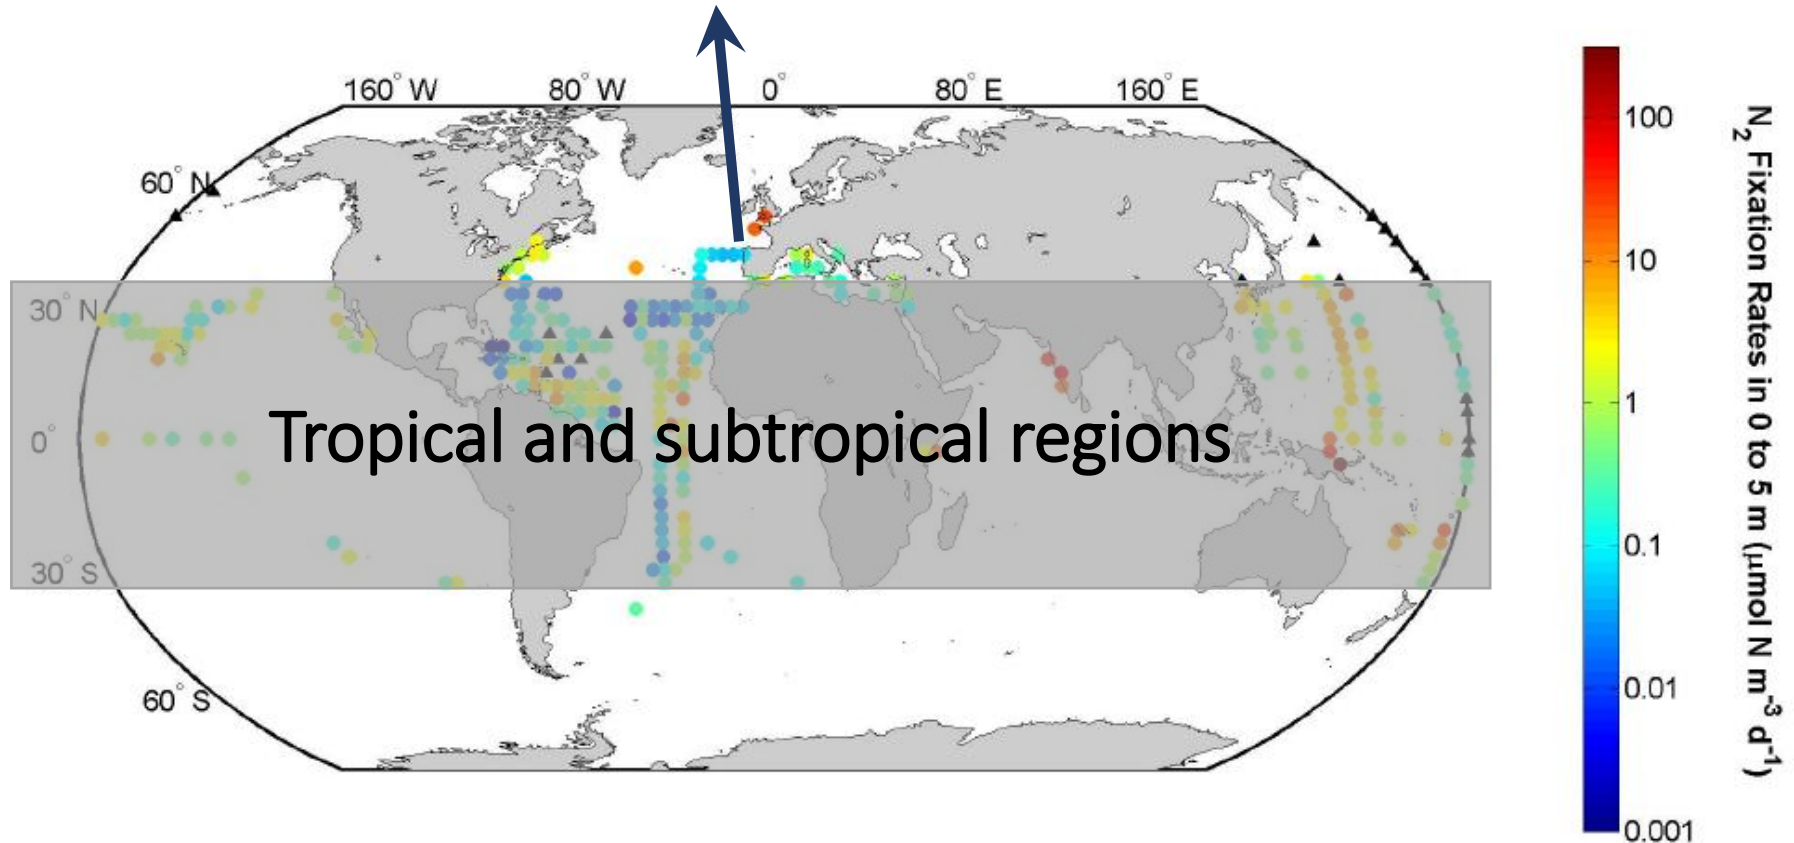 160° W 80° W 0° 80° E 160° E
60° N
30° N
0°
30° S
60° S
Tropical and subtropical regions
100
10
1
0.1
0.01
0.001
N₂ Fixation Rates in 0 to 5 m (μmol N m⁻³ d⁻¹)